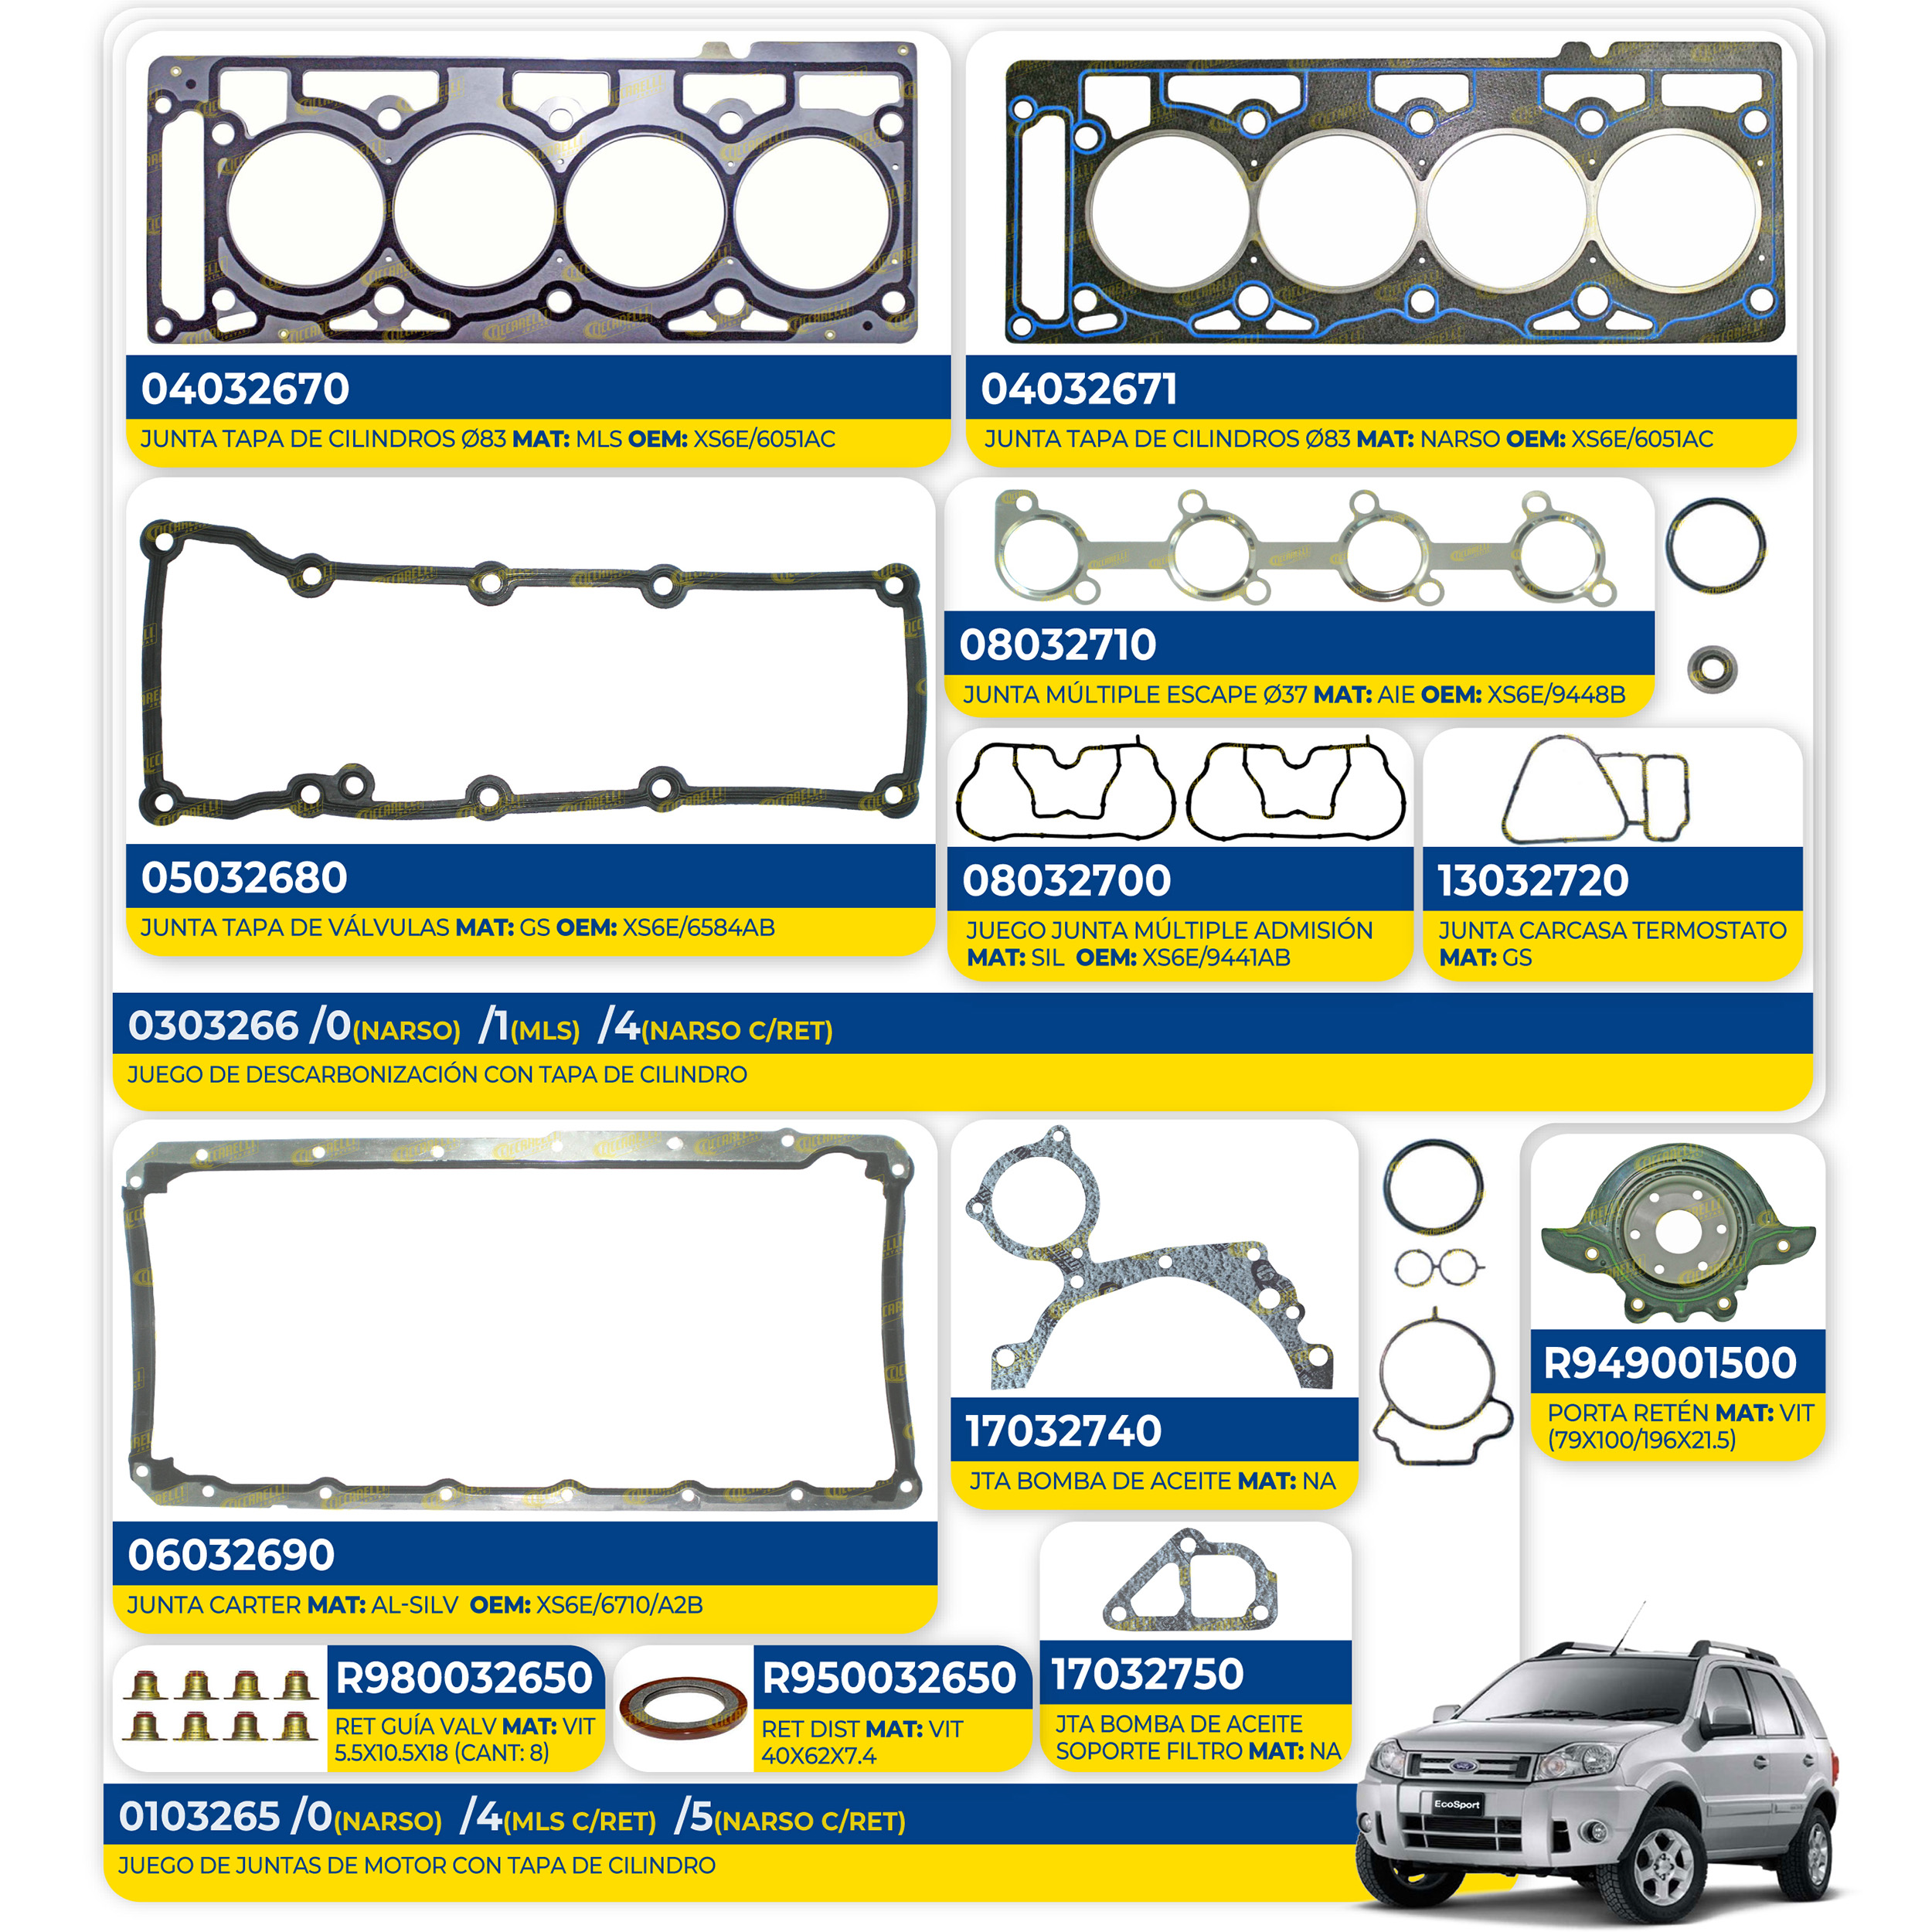 04032670
JUNTA TAPA DE CILINDROS Ø83 MAT: MLS OEM: XS6E/6051AC
04032671
JUNTA TAPA DE CILINDROS Ø83 MAT: NARSO OEM: XS6E/6051AC
05032680
JUNTA TAPA DE VÁLVULAS MAT: GS OEM: XS6E/6584AB
08032710
JUNTA MÚLTIPLE ESCAPE Ø37 MAT: AIE OEM: XS6E/9448B
08032700
JUEGO JUNTA MÚLTIPLE ADMISIÓN
MAT: SIL OEM: XS6E/9441AB
13032720
JUNTA CARCASA TERMOSTATO
MAT: GS
0303266 /0(NARSO) /1(MLS) /4(NARSO C/RET)
JUEGO DE DESCARBONIZACIÓN CON TAPA DE CILINDRO
06032690
JUNTA CARTER MAT: AL-SILV OEM: XS6E/6710/A2B
17032740
JTA BOMBA DE ACEITE MAT: NA
R949001500
PORTA RETÉN MAT: VIT
(79X100/196X21.5)
R980032650
RET GUÍA VALV MAT: VIT
5.5X10.5X18 (CANT: 8)
R950032650
RET DIST MAT: VIT
40X62X7.4
17032750
JTA BOMBA DE ACEITE
SOPORTE FILTRO MAT: NA
0103265 /0(NARSO) /4(MLS C/RET) /5(NARSO C/RET)
JUEGO DE JUNTAS DE MOTOR CON TAPA DE CILINDRO
Ford
EcoSport